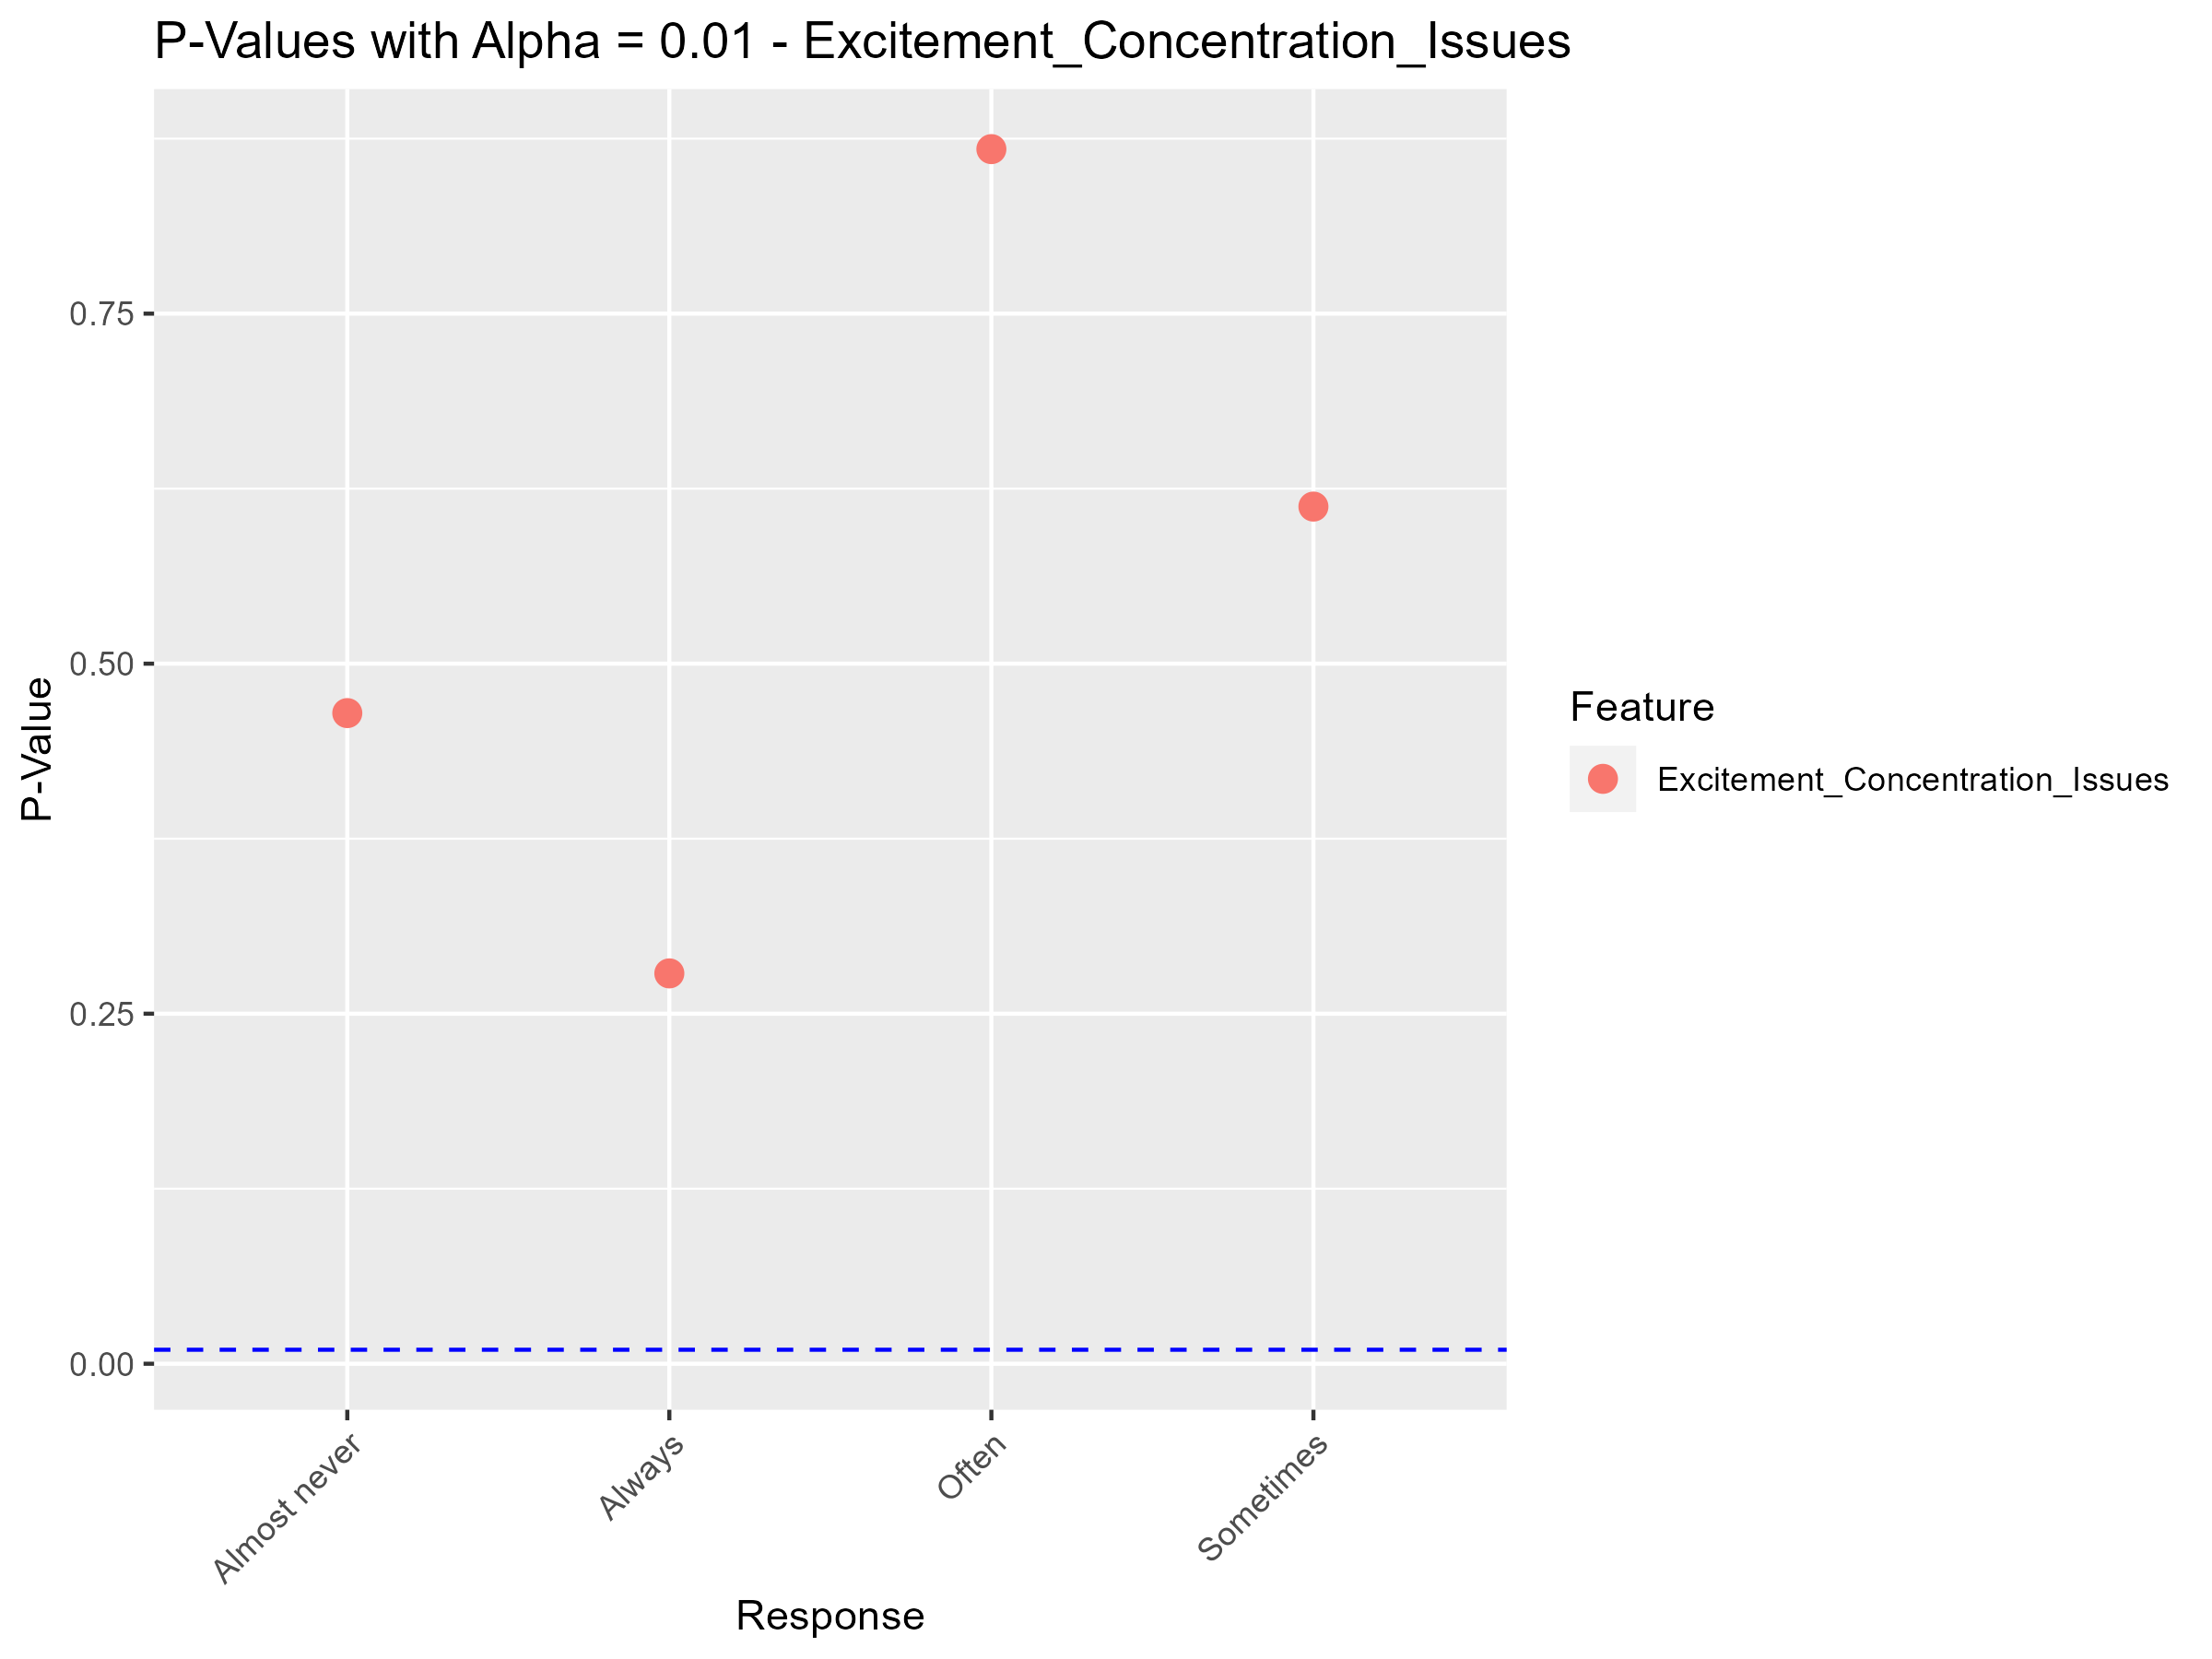 P-Values with Alpha = 0.01 - Excitement_Concentration_Issues
P-Value
0.75
0.50
0.25
0.00
Almost never
Always
Often
Sometimes
Response
Feature
Excitement_Concentration_Issues